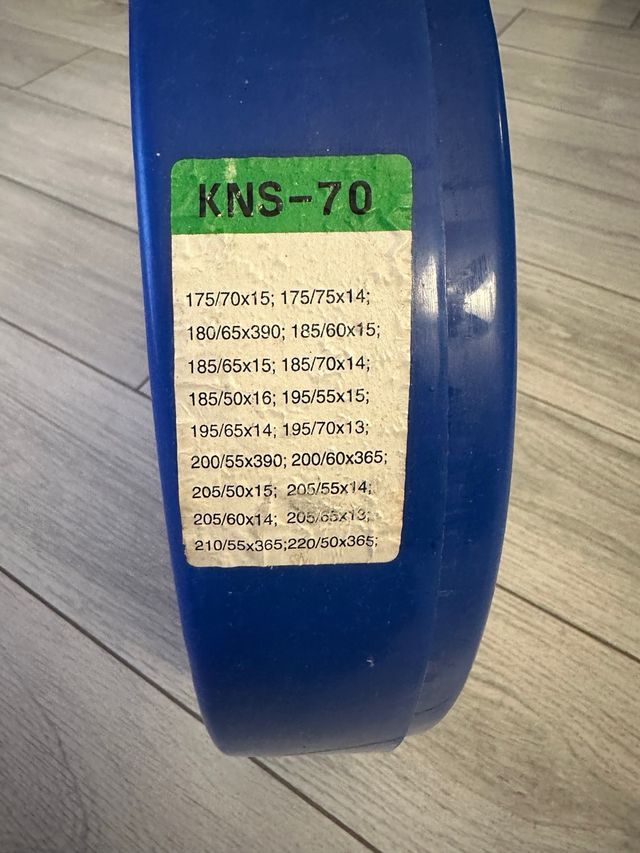 KNS-70
175/70x15; 175/75x14;
180/65x390; 185/60x15;
185/65x15; 185/70x14;
185/50x16; 195/55x15;
195/65x14; 195/70x13;
200/55x390; 200/60x365;
205/50x15; 205/55x14;
205/60x14; 205/65x13;
210/55x365;220/50x365;